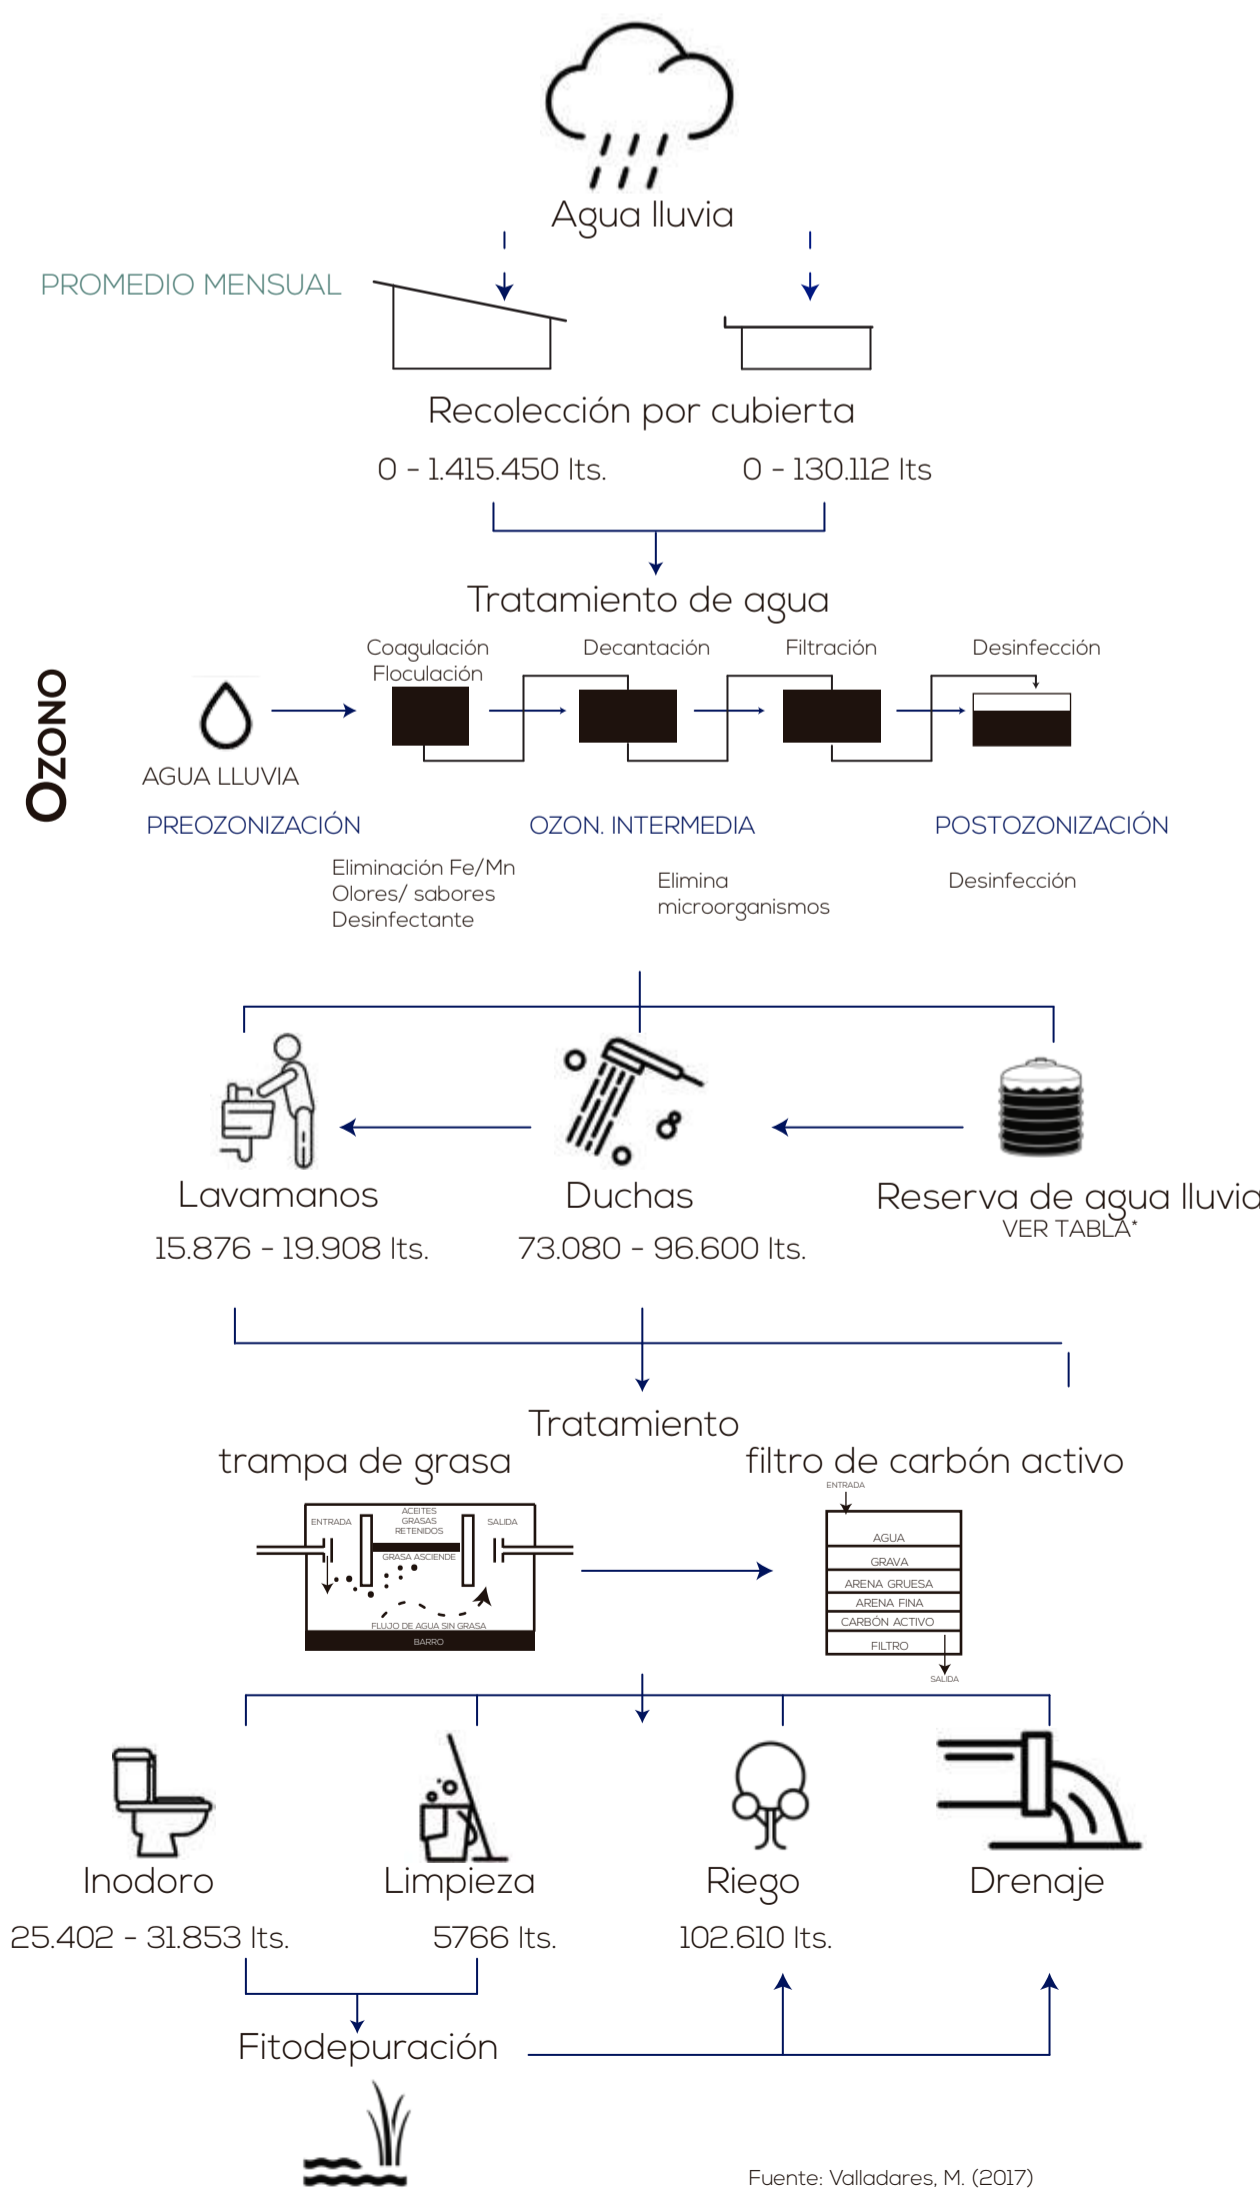 Agua lluvia
PROMEDIO MENSUAL
Recolección por cubierta
0 - 1.415.450 lts.
0 - 130.112 lts
Tratamiento de agua
Coagulación
Floculación
Decantación
Filtración
Desinfección
OZONO
AGUA LLUVIA
PREOZONIZACIÓN
OZON. INTERMEDIA
POSTOZONIZACIÓN
Eliminación Fe/Mn
Olores/ sabores
Desinfectante
Elimina
microorganismos
Desinfección
Lavamanos
Duchas
Reserva de agua lluvia
VER TABLA*
15.876 - 19.908 lts.
73.080 - 96.600 lts.
Tratamiento
trampa de grasa
filtro de carbón activo
ENTRADA
ACEITES
GRASAS
RETENIDOS
SALIDA
GRASA ASCIENDE
FLUJO DE AGUA SIN GRASA
BARRO
ENTRADA
AGUA
GRAVA
ARENA GRUESA
ARENA FINA
CARBÓN ACTIVO
FILTRO
SALIDA
Inodoro
Limpieza
Riego
Drenaje
25.402 - 31.853 lts.
5766 lts.
102.610 lts.
Fitodepuración
Fuente: Valladares, M. (2017)